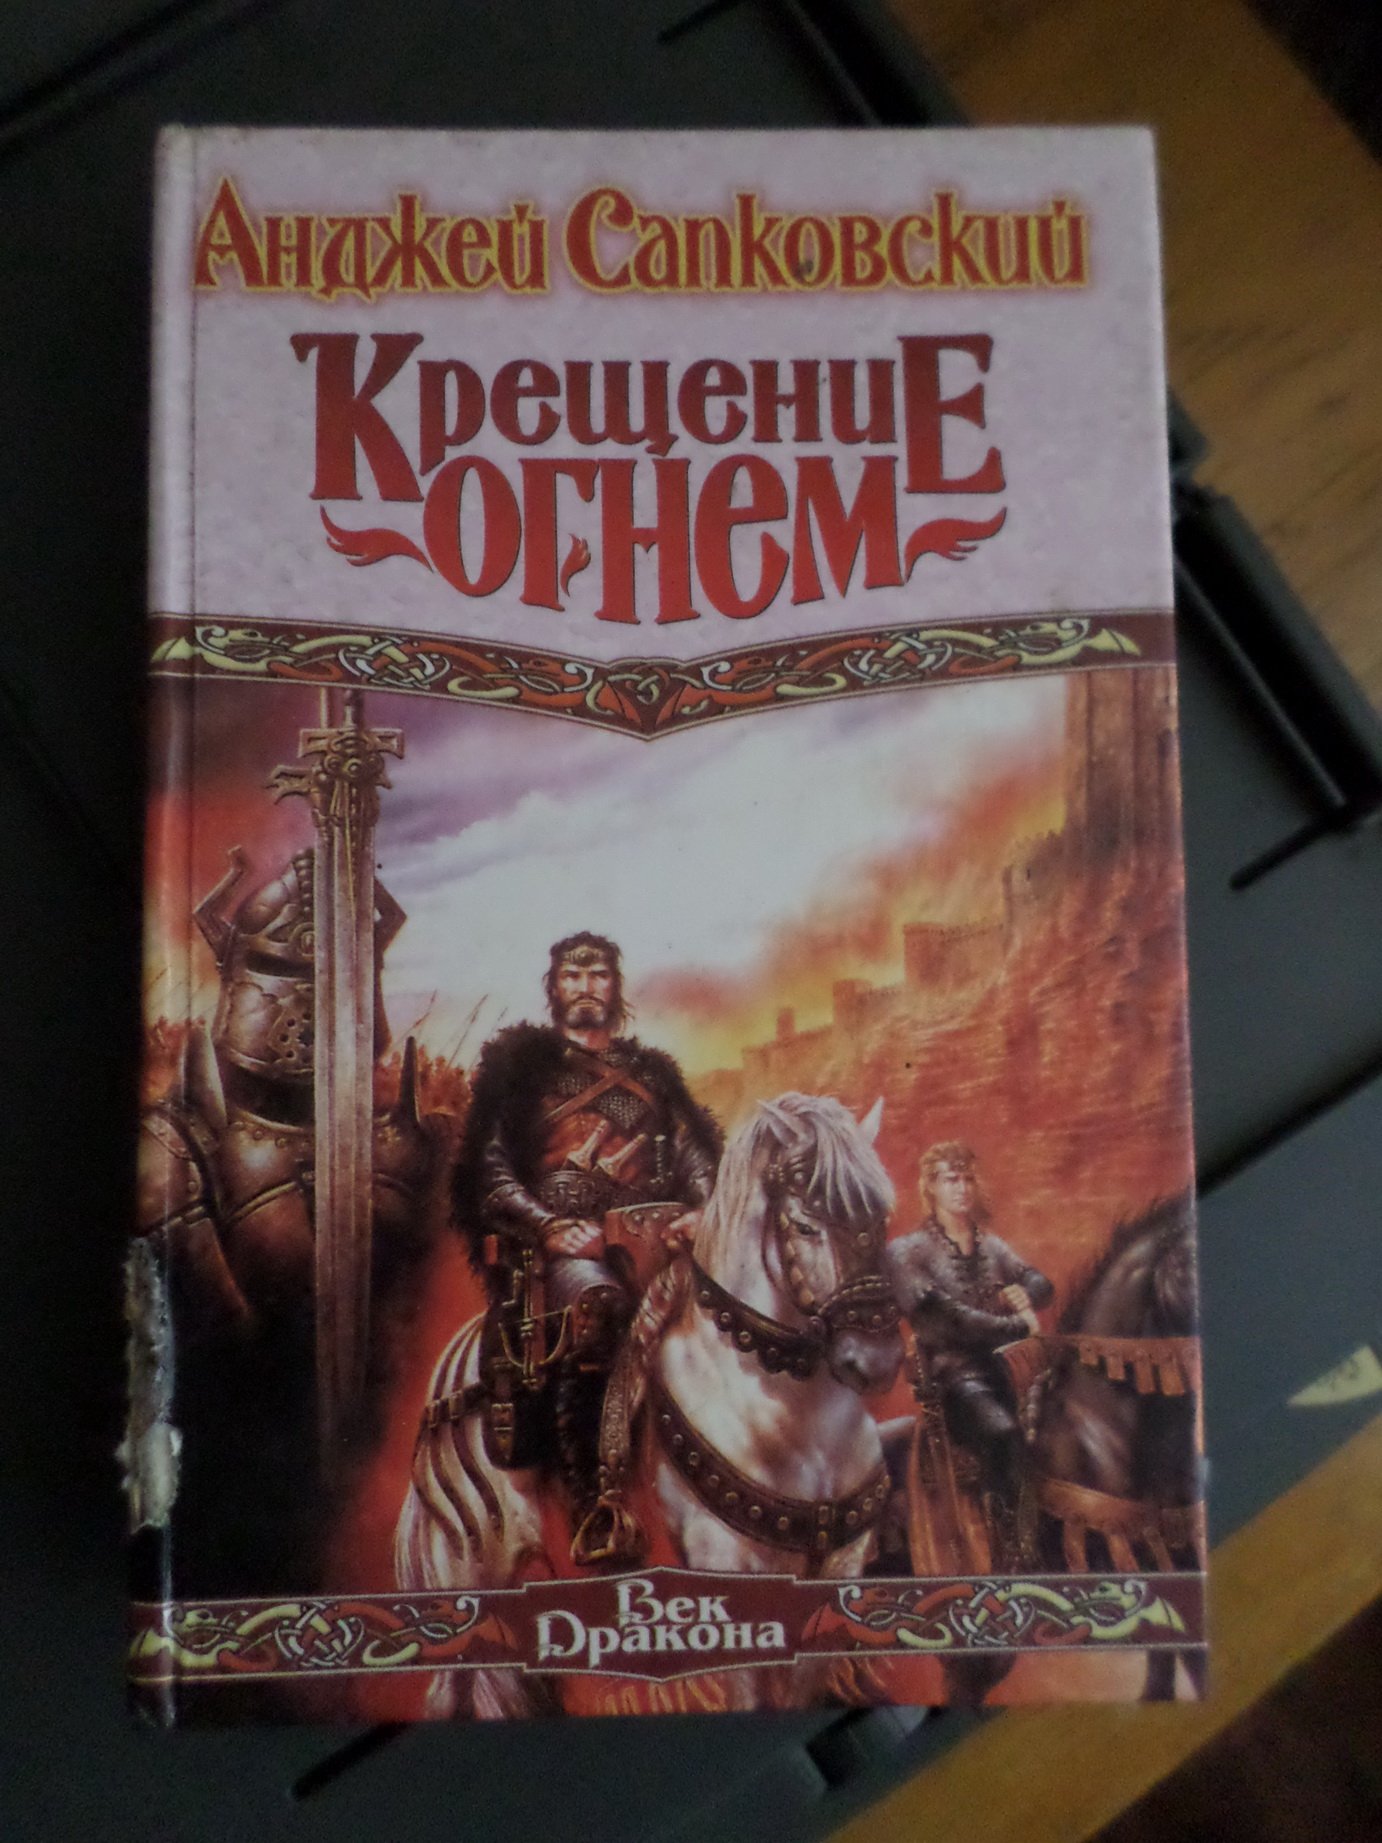 Анджей Сапковский
Крещение
огнем
Век
Дракона